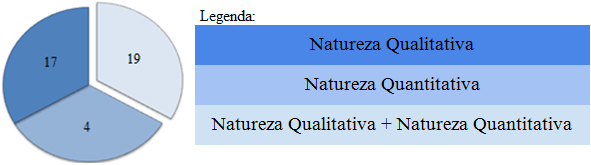 17
19
4
Legenda:
Natureza Qualitativa
Natureza Quantitativa
Natureza Qualitativa + Natureza Quantitativa